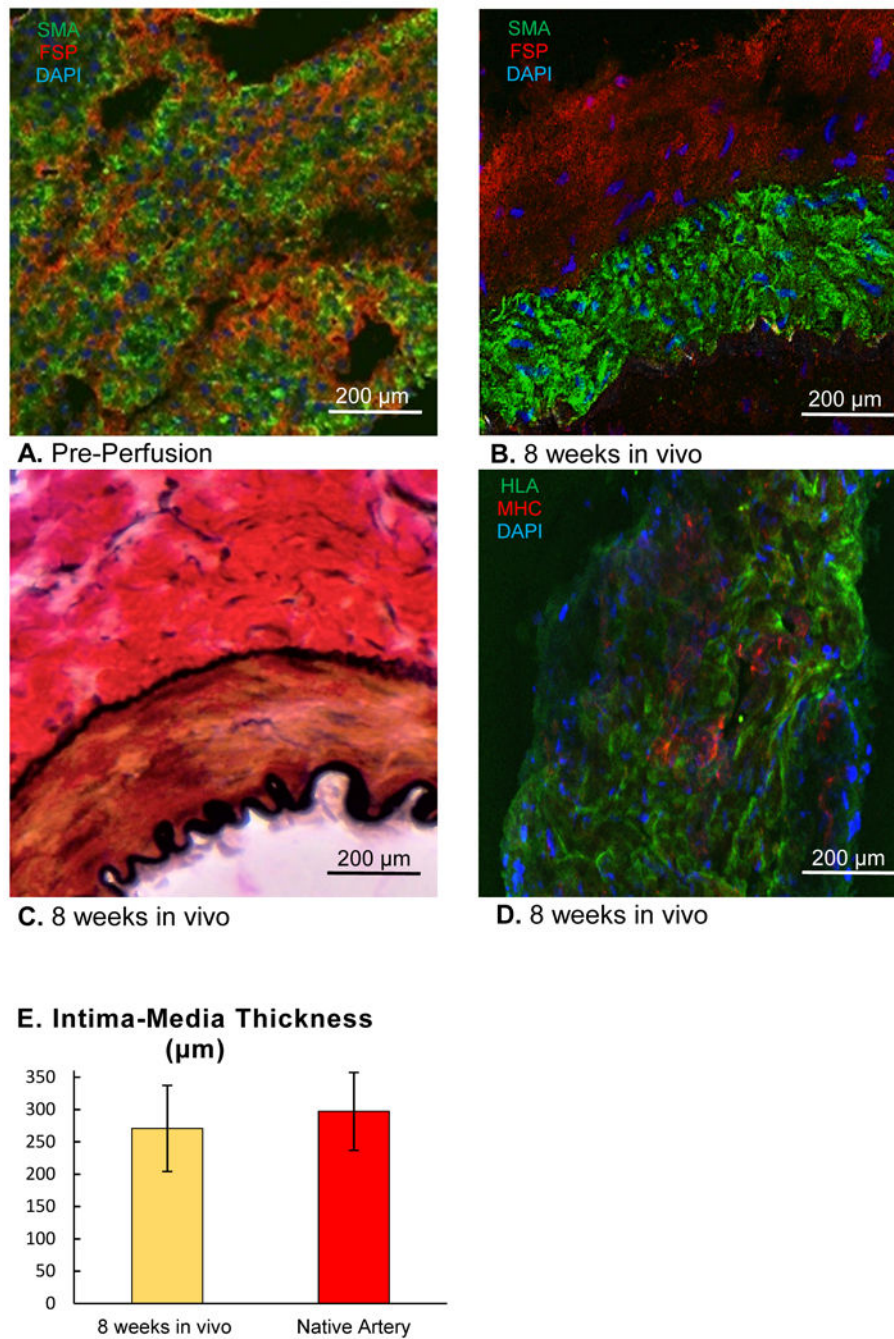 SMA
FSP
DAPI
200 µm
A. Pre-Perfusion
SMA
FSP
DAPI
200 µm
B. 8 weeks in vivo
200 µm
C. 8 weeks in vivo
HLA
MHC
DAPI
200 µm
D. 8 weeks in vivo
E. Intima-Media Thickness
(µm)
350
300
250
200
150
100
50
0
8 weeks in vivo
Native Artery